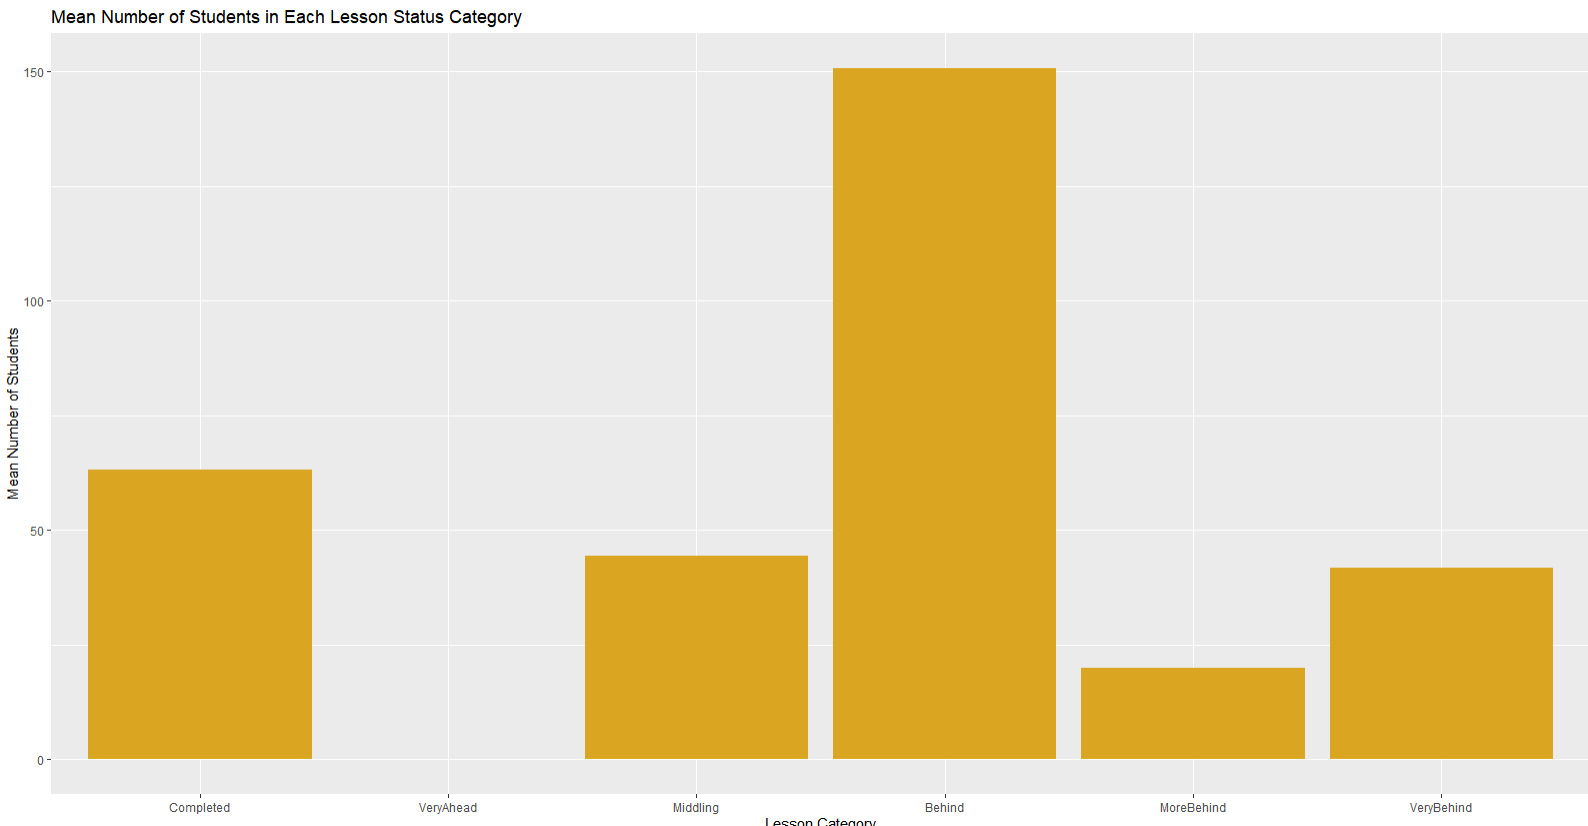 Mean Number of Students in Each Lesson Status Category
Mean Number of Students
150
100
50
0
Completed VeryAhead Middling Behind MoreBehind VeryBehind
Lesson Category